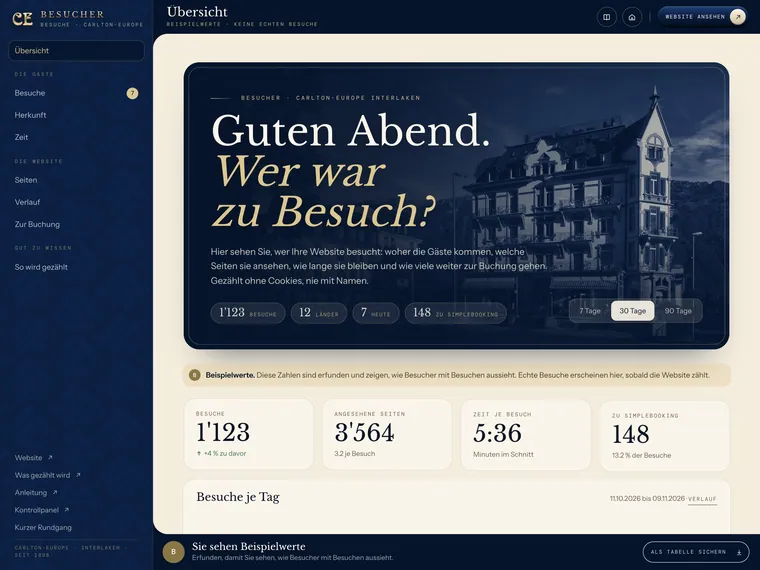 CE
BESUCHER
BESUCHE · CARLTON-EUROPE
Übersicht
DIE GÄSTE
Besuche 7
Herkunft
Zeit
DIE WEBSITE
Seiten
Verlauf
Zur Buchung
GUT ZU WISSEN
So wird gezählt
Website ↗
Was gezählt wird ↗
Anleitung ↗
Kontrollpanel ↗
Kurzer Rundgang
CARLTON-EUROPE · INTERLAKEN ·
SEIT 1908
Übersicht
BEISPIELWERTE · KEINE ECHTEN BESUCHE
WEBSITE ANSEHEN ↗
BESUCHER · CARLTON-EUROPE INTERLAKEN
Guten Abend.
Wer war
zu Besuch?
Hier sehen Sie, wer Ihre Website besucht: woher die Gäste kommen, welche
Seiten sie ansehen, wie lange sie bleiben und wie viele weiter zur Buchung gehen.
Gezählt ohne Cookies, nie mit Namen.
1'123 BESUCHE 12 LÄNDER 7 HEUTE 148 ZU SIMPLEBOOKING
7 Tage 30 Tage 90 Tage
B Beispielwerte. Diese Zahlen sind erfunden und zeigen, wie Besucher mit Besuchen aussieht. Echte Besuche erscheinen hier, sobald die Website zählt.
BESUCHE
1'123
↑ +4 % zu davor
ANGESEHENE SEITEN
3'564
3.2 je Besuch
ZEIT JE BESUCH
5:36
Minuten im Schnitt
ZU SIMPLEBOOKING
148
13.2 % der Besuche
Besuche je Tag
11.10.2026 bis 09.11.2026 · VERLAUF
B
Sie sehen Beispielwerte
Erfunden, damit Sie sehen, wie Besucher mit Besuchen aussieht.
ALS TABELLE SICHERN